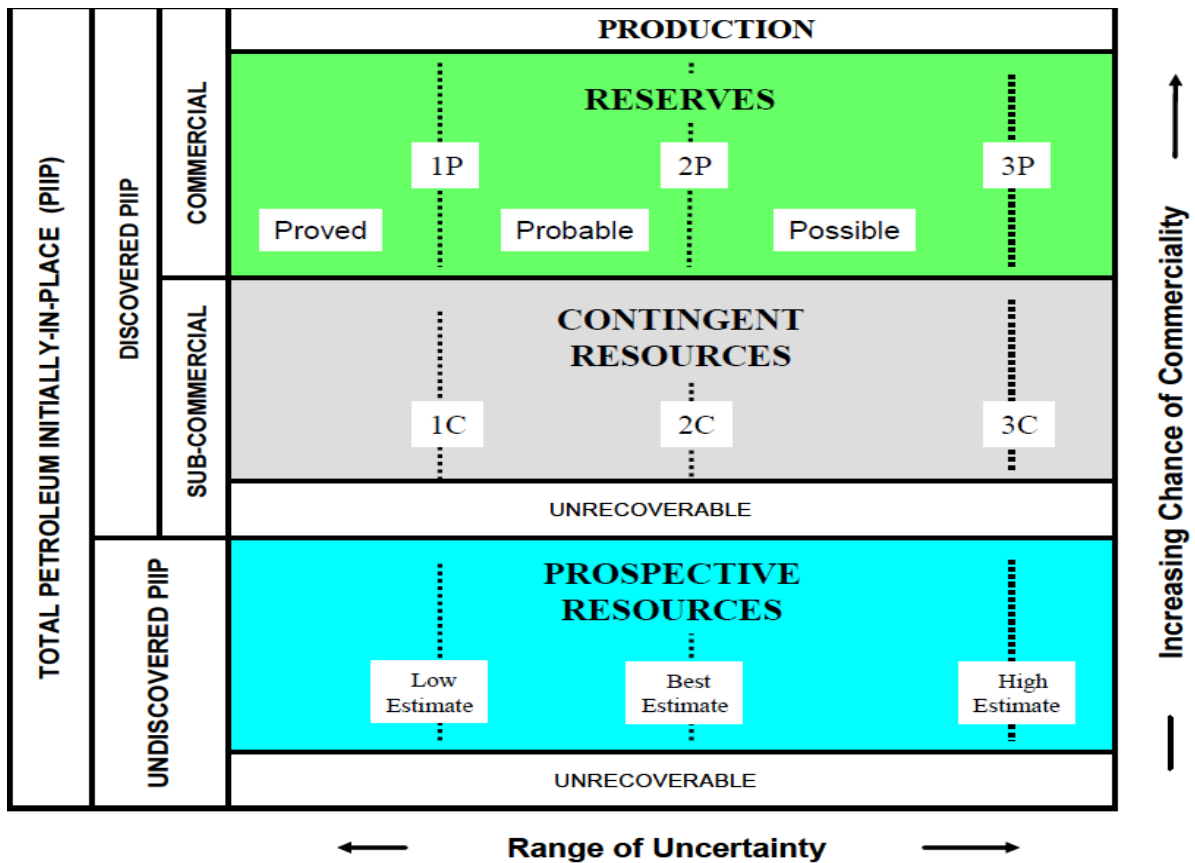 TOTAL PETROLEUM INITIALLY-IN-PLACE (PIIP)
DISCOVERED PIIP
UNDISCOVERED PIIP
COMMERCIAL
SUB-COMMERCIAL
PRODUCTION
RESERVES
1P
2P
3P
Proved
Probable
Possible
CONTINGENT
RESOURCES
1C
2C
3C
UNRECOVERABLE
PROSPECTIVE
RESOURCES
Low
Estimate
Best
Estimate
High
Estimate
UNRECOVERABLE
Range of Uncertainty
Increasing Chance of Commerciality